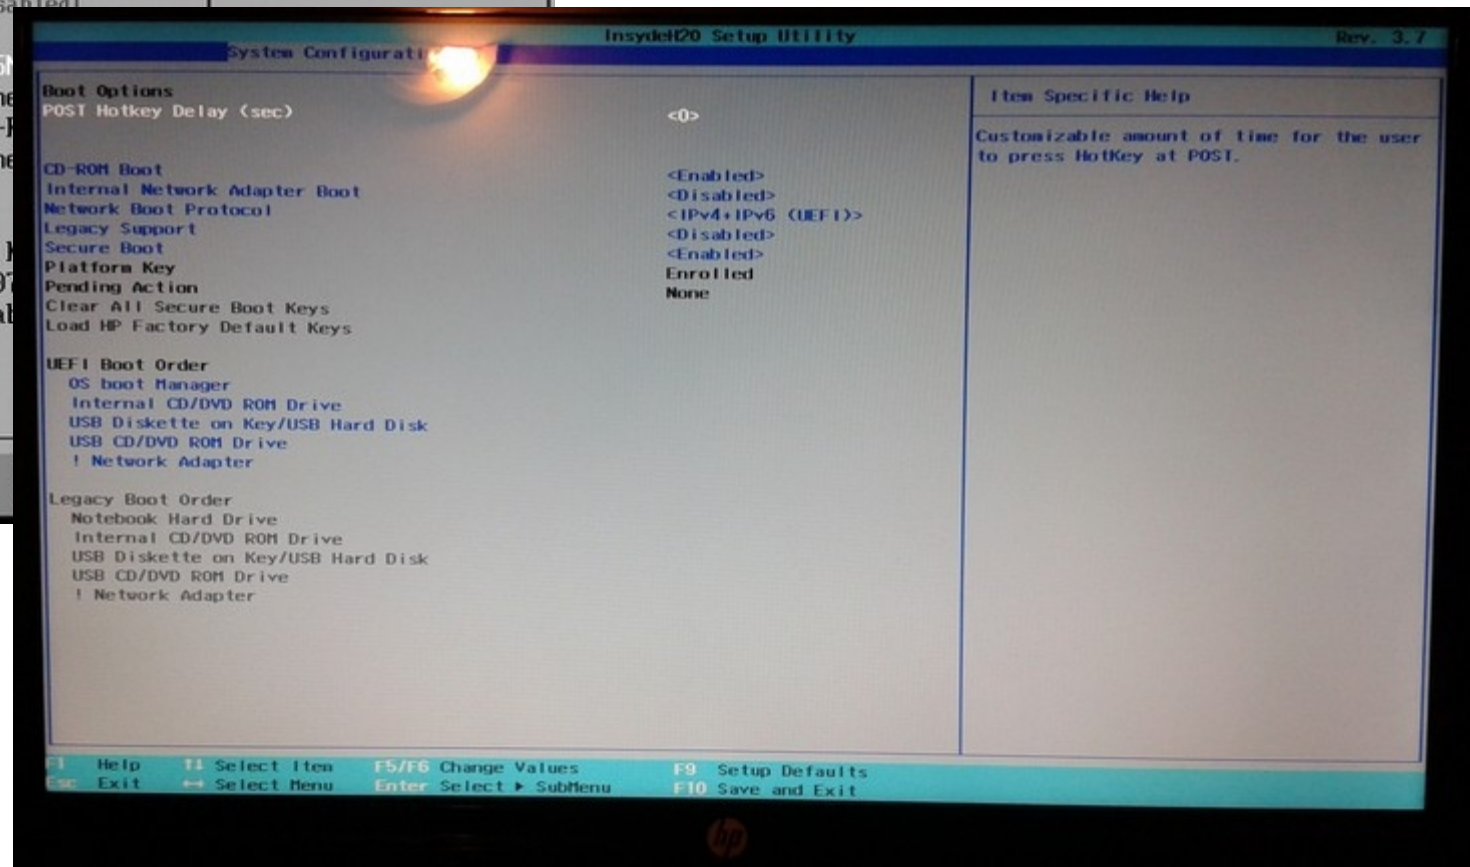 InsydeH20 Setup Utility Rev. 3.7
System Configurati
Boot Options
POST Hotkey Delay (sec) <0>
CD-ROM Boot <Enabled>
Internal Network Adapter Boot <Disabled>
Network Boot Protocol <IPv4+IPv6 (UEFI)>
Legacy Support <Disabled>
Secure Boot <Enabled>
Platform Key Enrolled
Pending Action None
Clear All Secure Boot Keys
Load HP Factory Default Keys
UEFI Boot Order
OS boot Manager
Internal CD/DVD ROM Drive
USB Diskette on Key/USB Hard Disk
USB CD/DVD ROM Drive
! Network Adapter
Legacy Boot Order
Notebook Hard Drive
Internal CD/DVD ROM Drive
USB Diskette on Key/USB Hard Disk
USB CD/DVD ROM Drive
! Network Adapter
Item Specific Help
Customizable amount of time for the user
to press HotKey at POST.
F1 Help ↑↓ Select Item F5/F6 Change Values F9 Setup Defaults
Esc Exit ↔ Select Menu Enter Select ▶ SubMenu F10 Save and Exit
hp